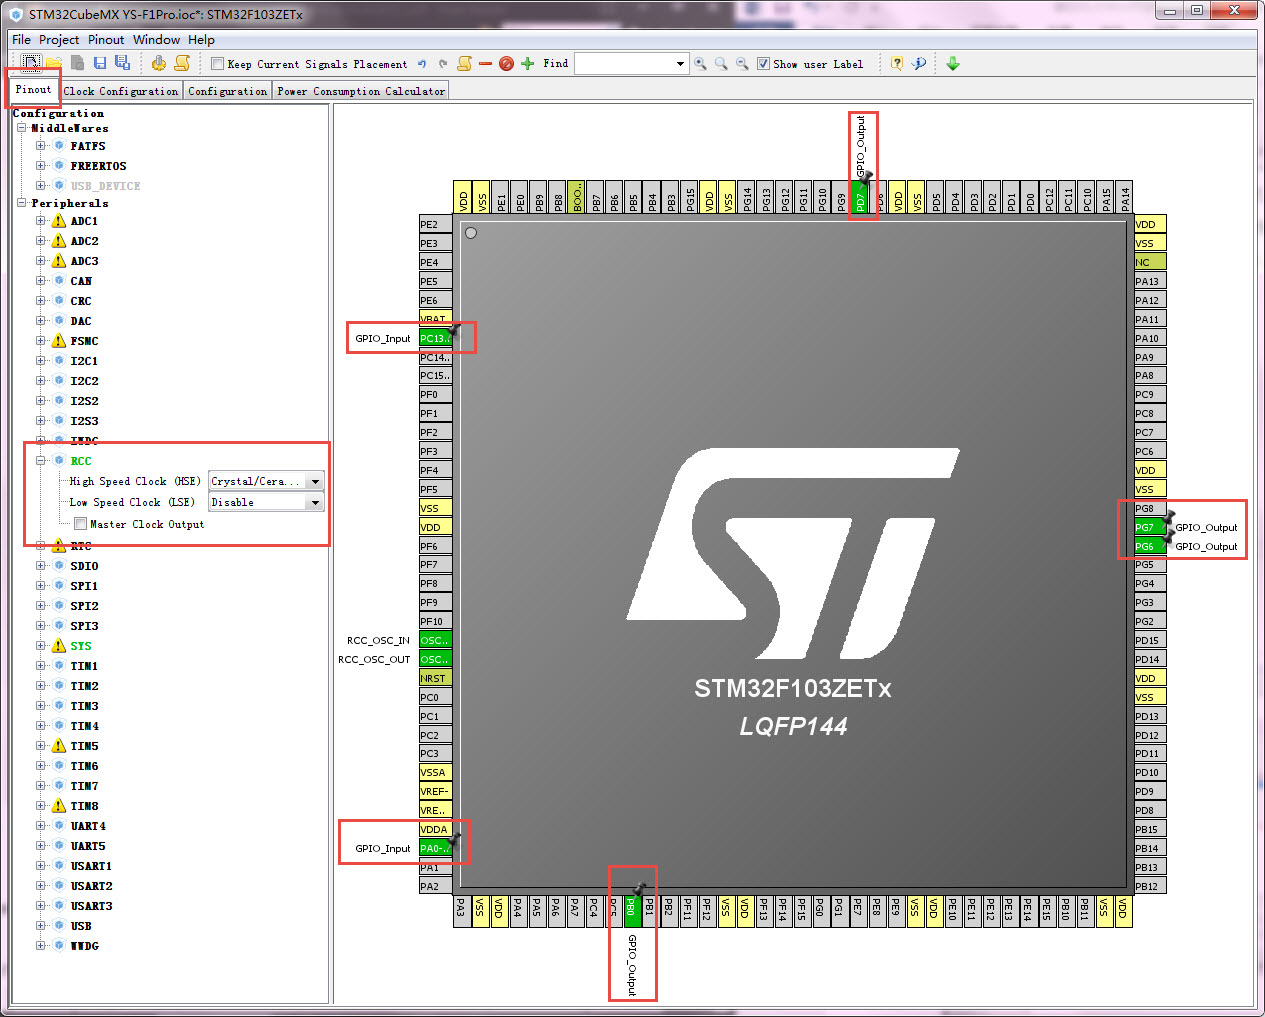 STM32CubeMX YS-F1Pro.ioc*: STM32F103ZETx
File Project Pinout Window Help
Keep Current Signals Placement Find Show user Label
Pinout Clock Configuration Configuration Power Consumption Calculator
Configuration
MiddleWares
FATFS
FREERTOS
USB_DEVICE
Peripherals
ADC1
ADC2
ADC3
CAN
CRC
DAC
FSMC
I2C1
I2C2
I2S2
I2S3
IWDG
RCC
High Speed Clock (HSE) Crystal/Cera...
Low Speed Clock (LSE) Disable
Master Clock Output
RTC
SDIO
SPI1
SPI2
SPI3
SYS
TIM1
TIM2
TIM3
TIM4
TIM5
TIM6
TIM7
TIM8
UART4
UART5
USART1
USART2
USART3
USB
WWDG
GPIO_Output
VDD VSS PE1 PE0 PB9 PB8 BOO.. PB7 PB6 PB5 PB4 PB3 PG15 VDD VSS PG14 PG13 PG12 PG11 PG10 PG9 PD7 PD6 VDD VSS PD5 PD4 PD3 PD2 PD1 PD0 PC12 PC11 PC10 PA15 PA14
PE2
PE3
PE4
PE5
PE6
VBAT
GPIO_Input PC13..
PC14..
PC15..
PF0
PF1
PF2
PF3
PF4
PF5
VSS
VDD
PF6
PF7
PF8
PF9
PF10
RCC_OSC_IN OSC..
RCC_OSC_OUT OSC..
NRST
PC0
PC1
PC2
PC3
VSSA
VREF-
VRE..
VDDA
GPIO_Input PA0-..
PA1
PA2
STM32F103ZETx
LQFP144
VDD
VSS
NC
PA13
PA12
PA11
PA10
PA9
PA8
PC9
PC8
PC7
PC6
VDD
VSS
PG8
PG7 GPIO_Output
PG6 GPIO_Output
PG5
PG4
PG3
PG2
PD15
PD14
VDD
VSS
PD13
PD12
PD11
PD10
PD9
PD8
PB15
PB14
PB13
PB12
PA3 VSS VDD PA4 PA5 PA6 PA7 PC4 PC5 PB0 PB1 PB2 PF11 PF12 VSS VDD PF13 PF14 PF15 PG0 PG1 PE7 PE8 PE9 VSS VDD PE10 PE11 PE12 PE13 PE14 PE15 PB10 PB11 VSS VDD
GPIO_Output